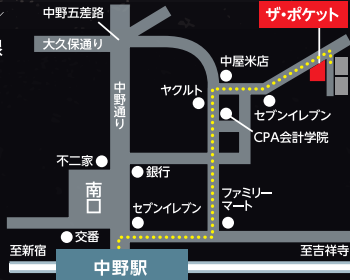 中野五差路
ザ・ポケット
大久保通り
中屋米店
中野通り
ヤクルト
セブンイレブン
CPA会計学院
不二家
銀行
南口
ファミリー
マート
セブンイレブン
交番
至新宿
至吉祥寺
中野駅